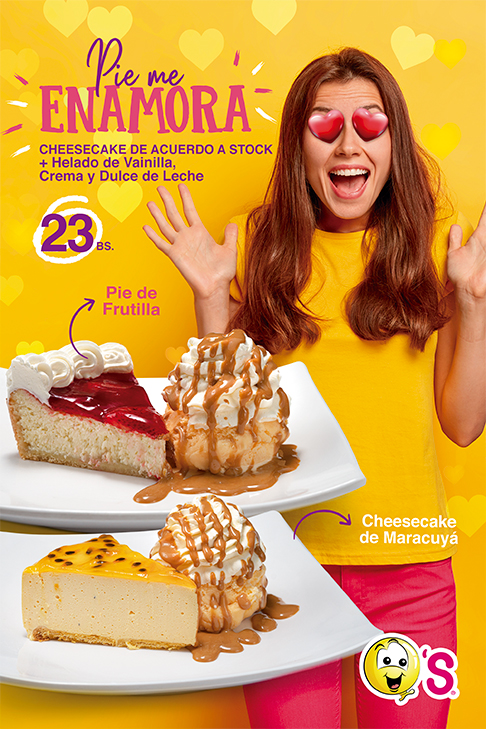 Pie me
ENAMORA
CHEESECAKE DE ACUERDO A STOCK
+ Helado de Vainilla,
Crema y Dulce de Leche
23 BS.
Pie de
Frutilla
Cheesecake
de Maracuyá
'S